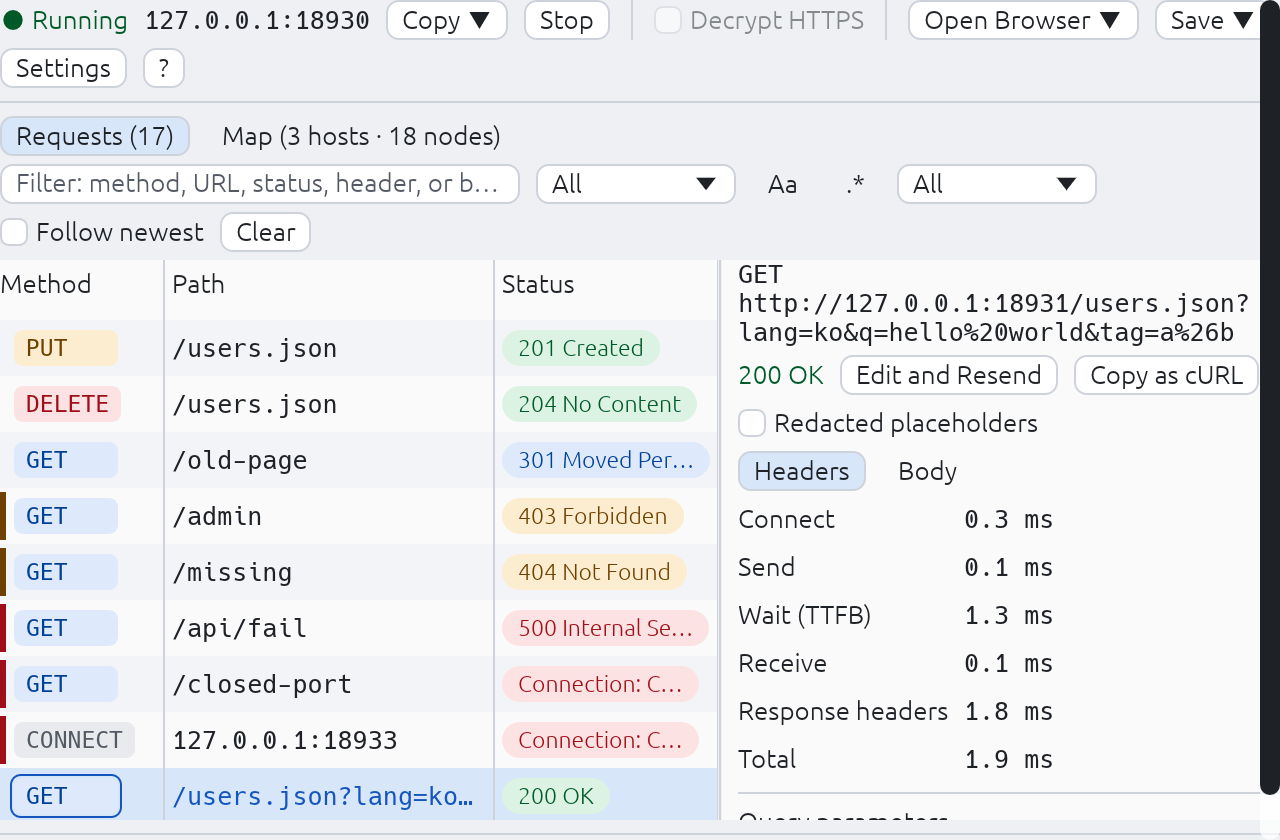 Running 127.0.0.1:18930 Copy ▼ Stop Decrypt HTTPS Open Browser ▼ Save ▼
Settings ?
Requests (17) Map (3 hosts · 18 nodes)
Filter: method, URL, status, header, or b… All ▼ Aa .* All ▼
Follow newest Clear
Method Path Status
PUT /users.json 201 Created
DELETE /users.json 204 No Content
GET /old-page 301 Moved Per…
GET /admin 403 Forbidden
GET /missing 404 Not Found
GET /api/fail 500 Internal Se…
GET /closed-port Connection: C…
CONNECT 127.0.0.1:18933 Connection: C…
GET /users.json?lang=ko… 200 OK
GET
http://127.0.0.1:18931/users.json?
lang=ko&q=hello%20world&tag=a%26b
200 OK Edit and Resend Copy as cURL
Redacted placeholders
Headers Body
Connect 0.3 ms
Send 0.1 ms
Wait (TTFB) 1.3 ms
Receive 0.1 ms
Response headers 1.8 ms
Total 1.9 ms
Query parameters